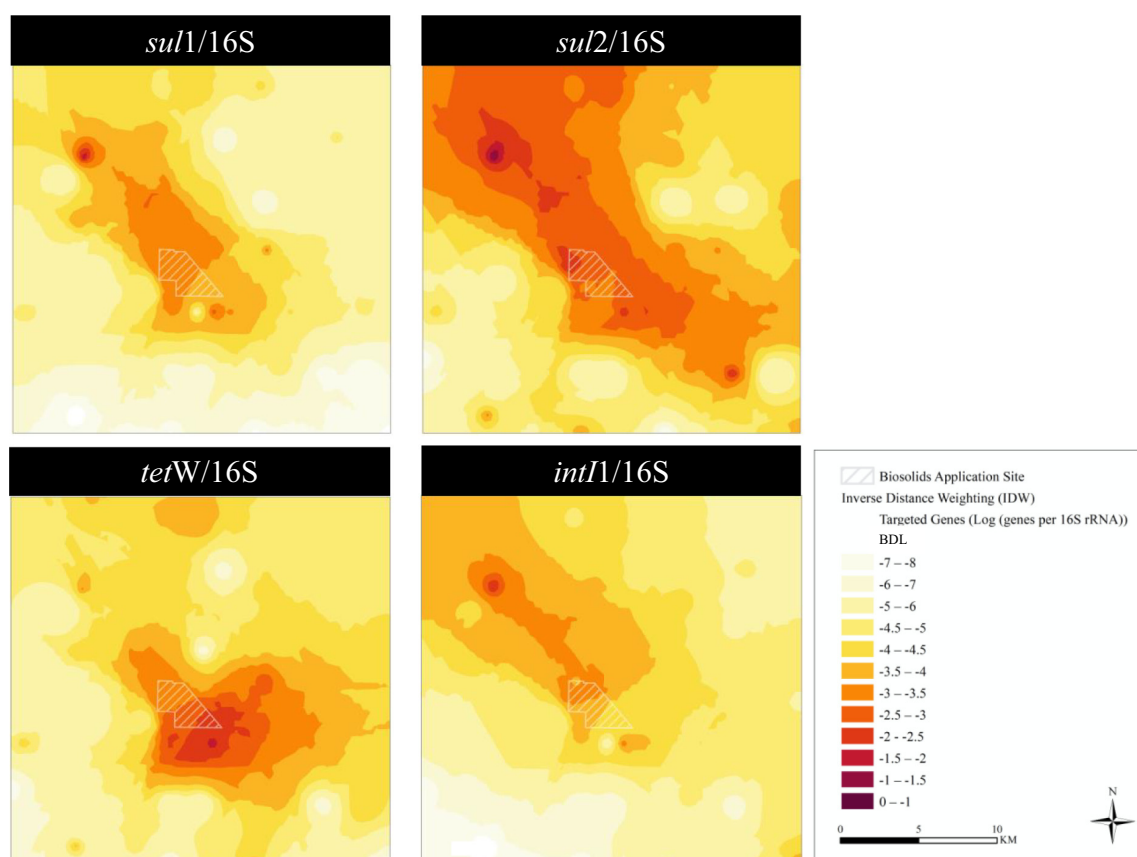 sul1/16S
sul2/16S
tetW/16S
intI1/16S
Biosolids Application Site
Inverse Distance Weighting (IDW)
Targeted Genes (Log (genes per 16S rRNA))
BDL
-7 – -8
-6 – -7
-5 – -6
-4.5 – -5
-4 – -4.5
-3.5 – -4
-3 – -3.5
-2.5 – -3
-2 - -2.5
-1.5 – -2
-1 – -1.5
0 – -1
N
0 5 10
KM